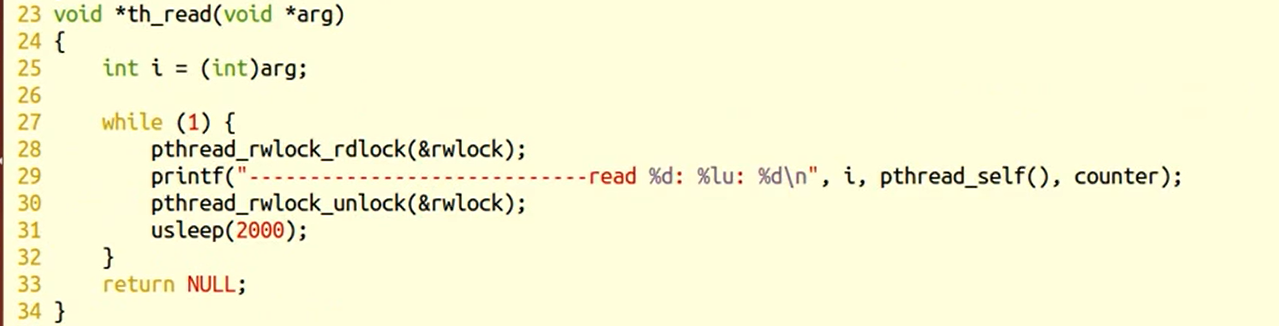 23 void *th_read(void *arg)
24 {
25     int i = (int)arg;
26
27     while (1) {
28         pthread_rwlock_rdlock(&rwlock);
29         printf("----------------------------read %d: %lu: %d\n", i, pthread_self(), counter);
30         pthread_rwlock_unlock(&rwlock);
31         usleep(2000);
32     }
33     return NULL;
34 }